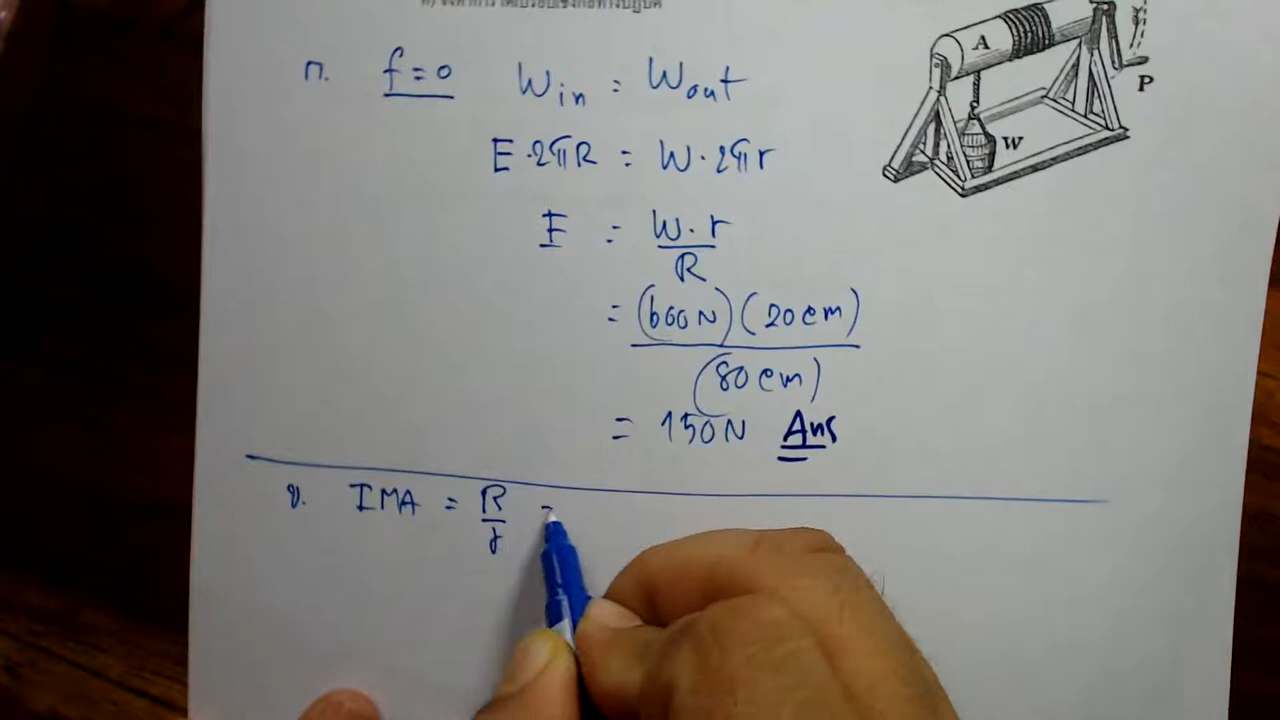 ก. f = 0 Win = Wout
E · 2πR = W · 2πr
E = W · r / R
= (600N) (20cm) / (80cm)
= 150N Ans
ข. IMA = R / r =
A
W
P